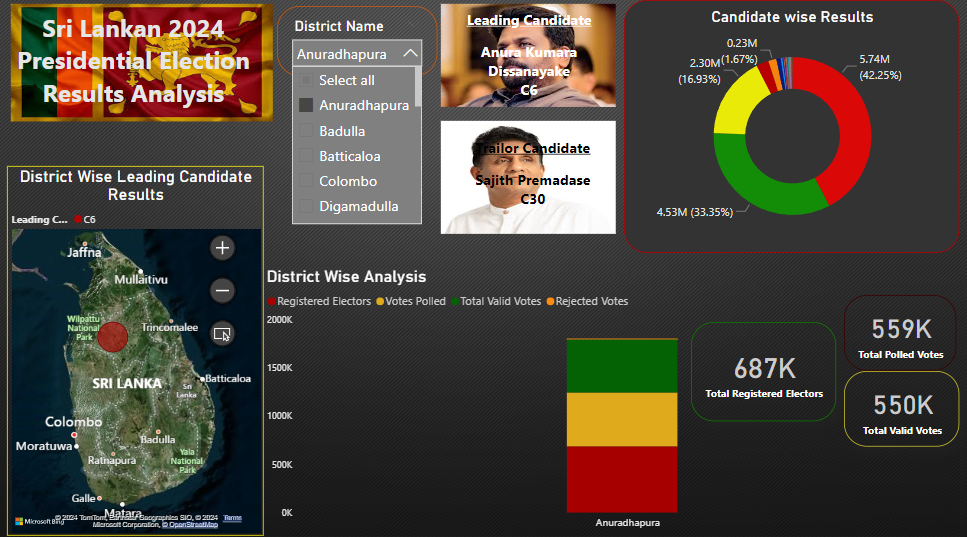 Sri Lankan 2024
Presidential Election
Results Analysis
District Name
Anuradhapura
Select all
Anuradhapura
Badulla
Batticaloa
Colombo
Digamadulla
Leading Candidate
Anura Kumara
Dissanayake
C6
Trailor Candidate
Sajith Premadase
C30
Candidate wise Results
0.23M
(1.67%)
2.30M
(16.93%)
5.74M
(42.25%)
4.53M (33.35%)
District Wise Leading Candidate
Results
Leading C... C6
Jaffna
Mullaitivu
Wilpattu
National
Park
Trincomalee
SRI LANKA
Batticaloa
Sri
Lanka
Colombo
Moratuwa
Badulla
Ratnapura
Yala
National
Park
Galle
Matara
Microsoft Bing
© 2024 TomTom, Earthstar Geographics SIO, © 2024
Microsoft Corporation, © OpenStreetMap
Terms
District Wise Analysis
Registered Electors Votes Polled Total Valid Votes Rejected Votes
2000K
1500K
1000K
500K
0K
Anuradhapura
687K
Total Registered Electors
559K
Total Polled Votes
550K
Total Valid Votes